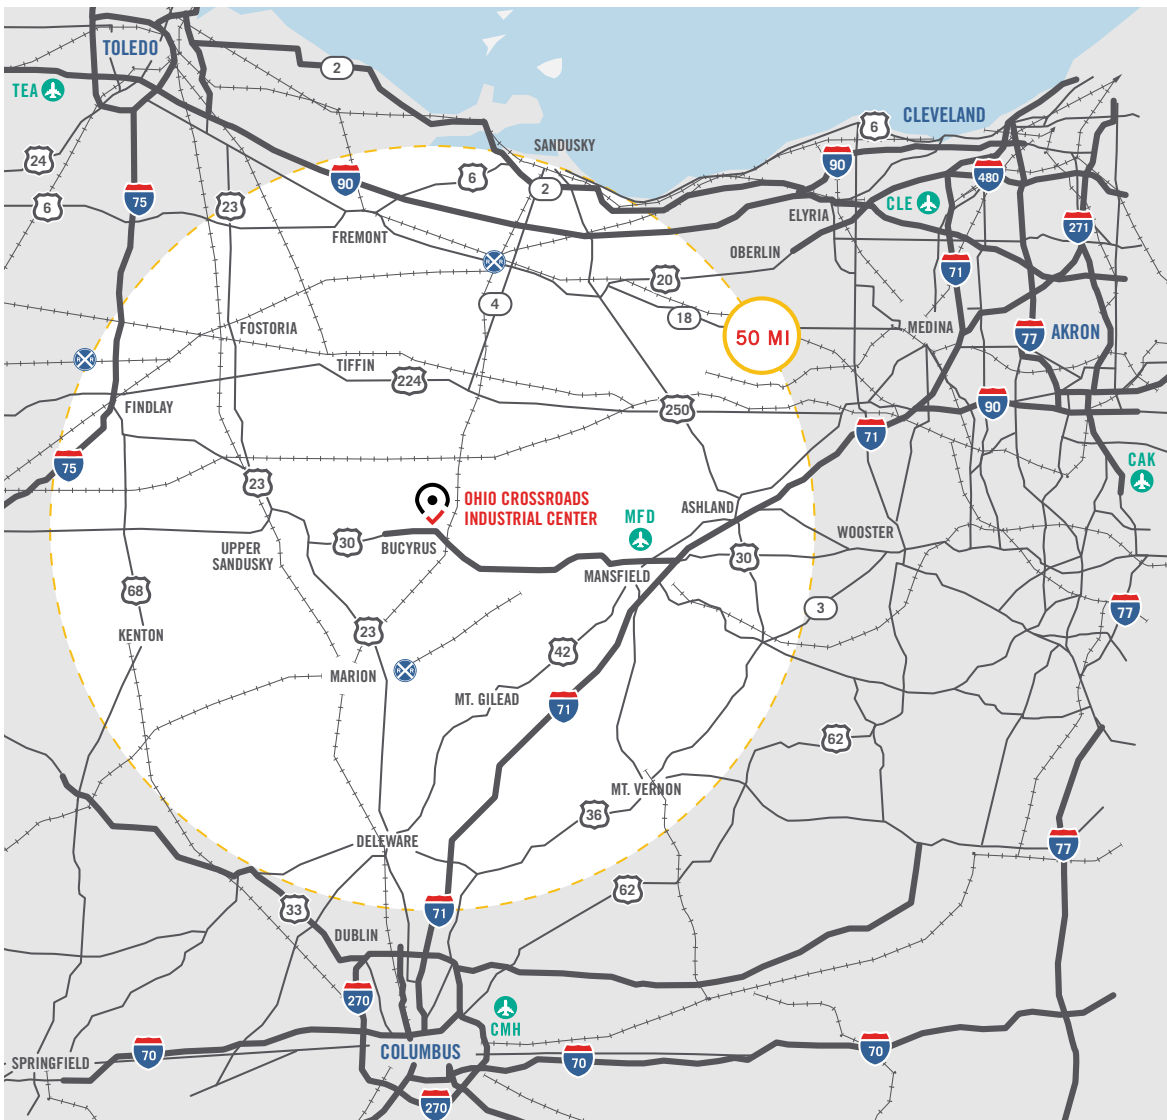 TOLEDO
2
TEA
CLEVELAND
6
24
SANDUSKY
90
90
6
2
480
75
23
6
CLE
ELYRIA
271
FREMONT
OBERLIN
71
R R
20
4
18
FOSTORIA
MEDINA
50 MI
77
AKRON
R R
TIFFIN
224
FINDLAY
250
90
71
75
CAK
23
OHIO CROSSROADS
INDUSTRIAL CENTER
ASHLAND
MFD
WOOSTER
30
BUCYRUS
UPPER
SANDUSKY
30
MANSFIELD
68
3
77
KENTON
23
42
MARION
R R
MT. GILEAD
71
62
MT. VERNON
36
DELEWARE
77
62
33
71
DUBLIN
270
CMH
70
COLUMBUS
70
70
SPRINGFIELD
270